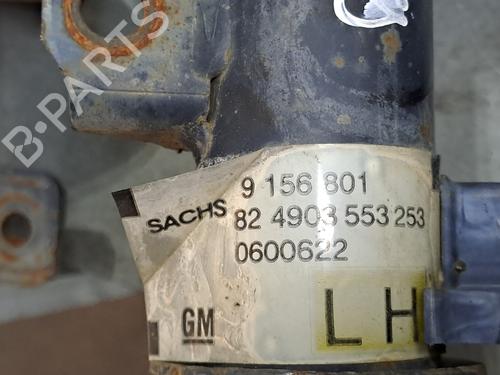 B-PARTS
9 156 801
SACHS 82 4903 553 253
0600622
GM LH